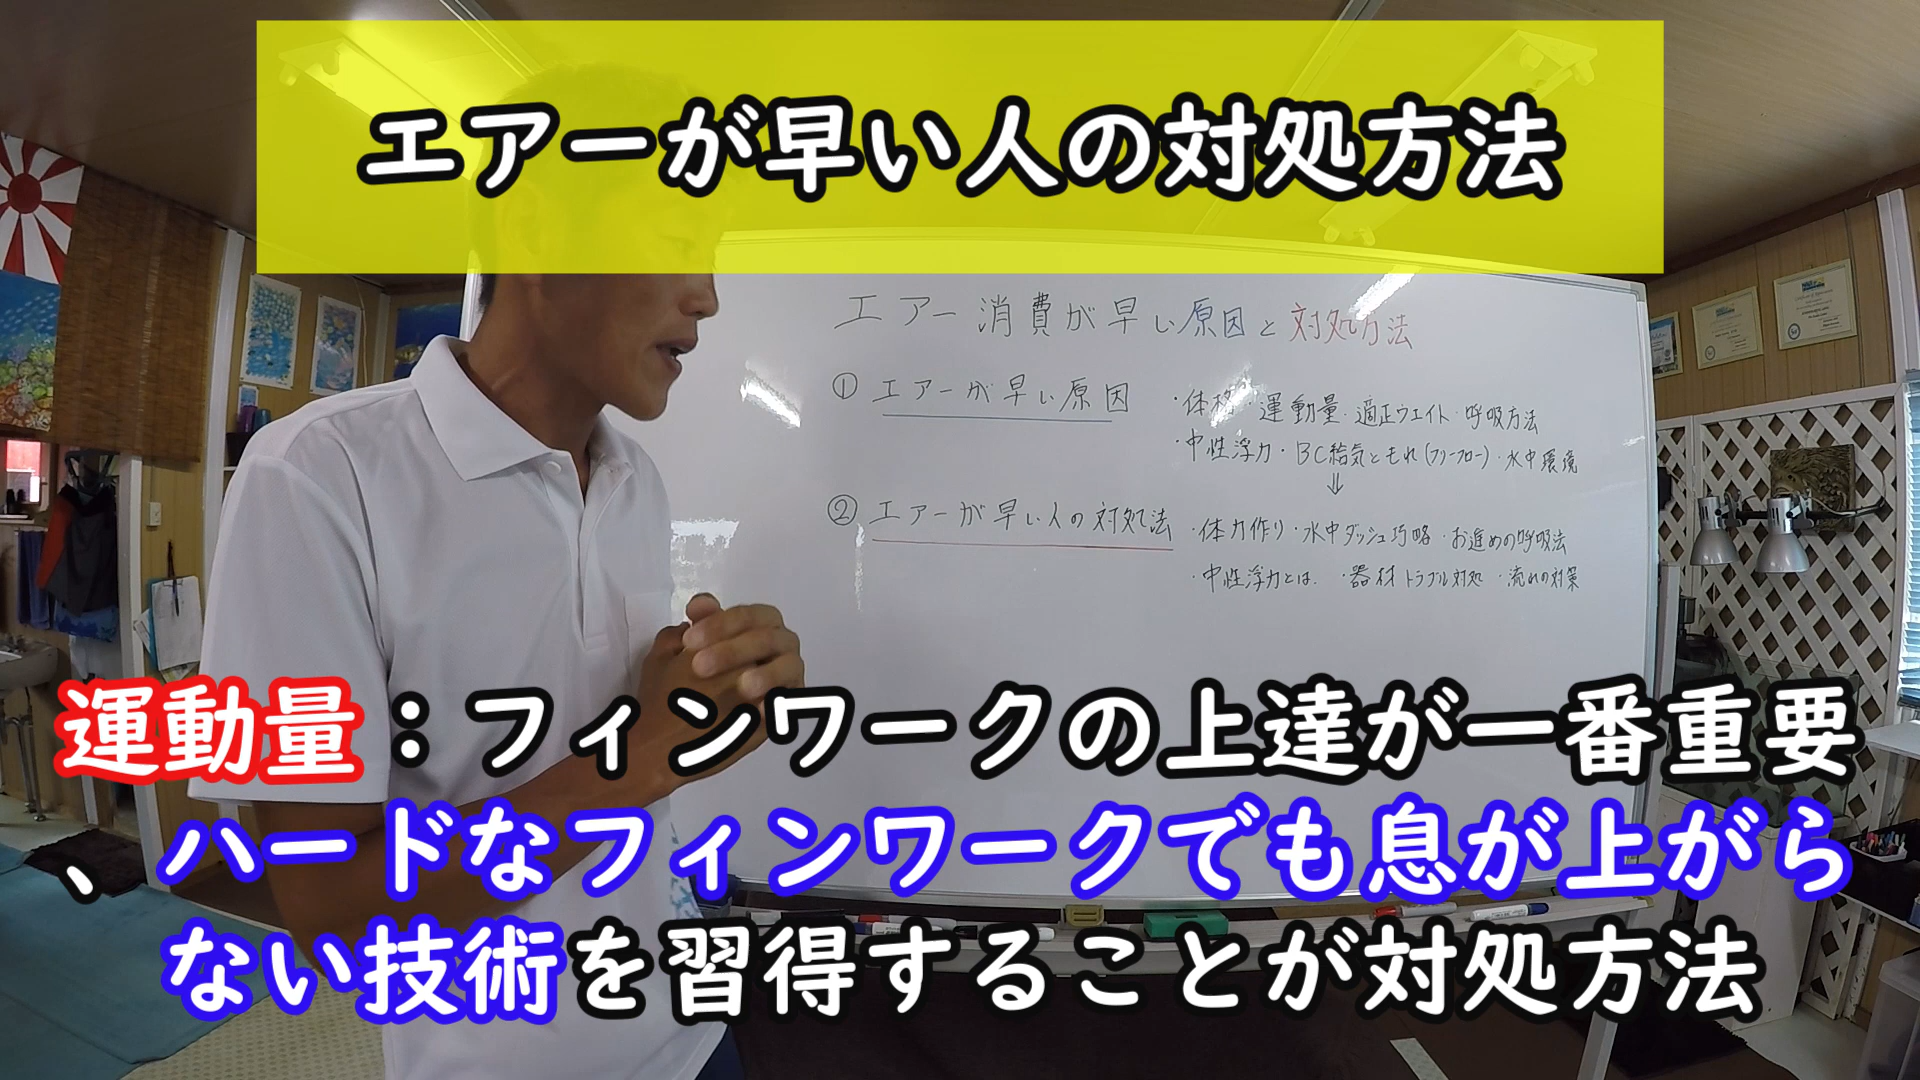 エアーが早い人の対処方法
エアー消費が早い原因と対処方法
① エアーが早い原因
・体格・運動量・適正ウエイト・呼吸方法
・中性浮力・BC給気ともれ(フリーフロー)・水中環境
⇓
② エアーが早い人の対処法
・体力作り・水中ダッシュ巧略・お進めの呼吸法
・中性浮力とは.・器材トラブル対処・流れの対策
運動量：フィンワークの上達が一番重要
、ハードなフィンワークでも息が上がら
ない技術を習得することが対処方法